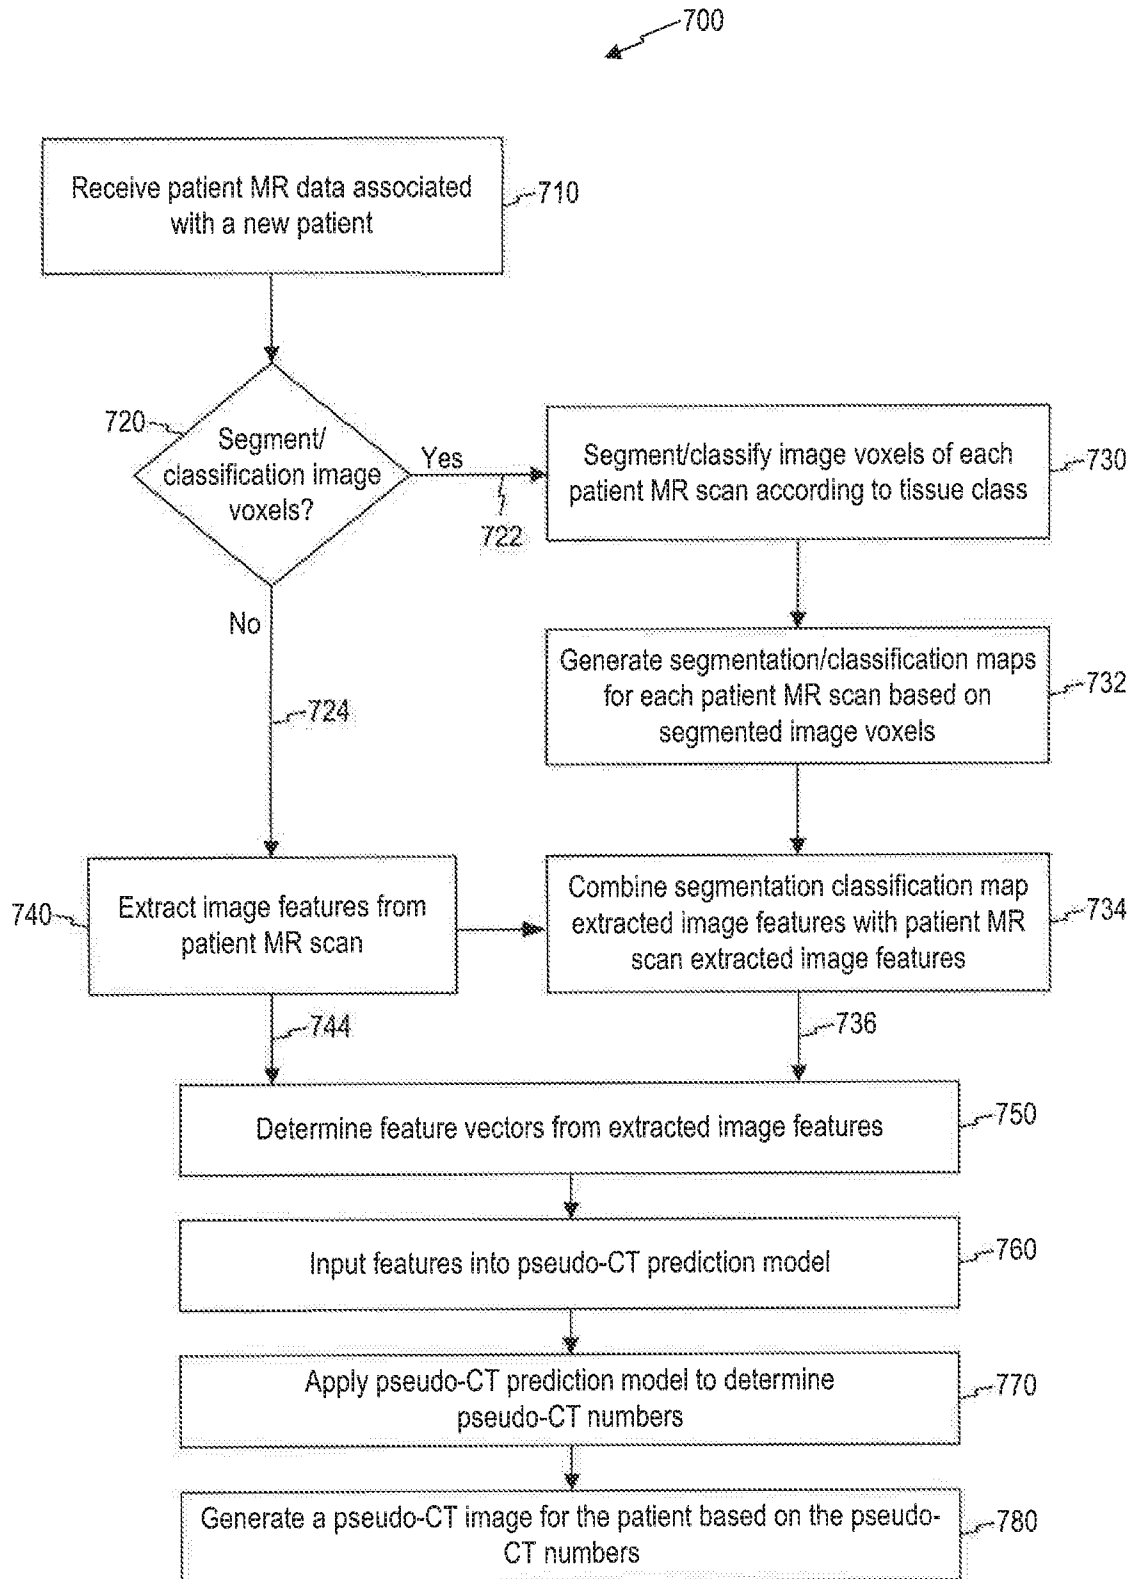 700
Receive patient MR data associated
with a new patient
710
720
Segment/
classification image
voxels?
Yes
722
Segment/classify image voxels of each
patient MR scan according to tissue class
730
No
724
Generate segmentation/classification maps
for each patient MR scan based on
segmented image voxels
732
740
Extract image features from
patient MR scan
Combine segmentation classification map
extracted image features with patient MR
scan extracted image features
734
744
736
Determine feature vectors from extracted image features
750
Input features into pseudo-CT prediction model
760
Apply pseudo-CT prediction model to determine
pseudo-CT numbers
770
Generate a pseudo-CT image for the patient based on the pseudo-
CT numbers
780